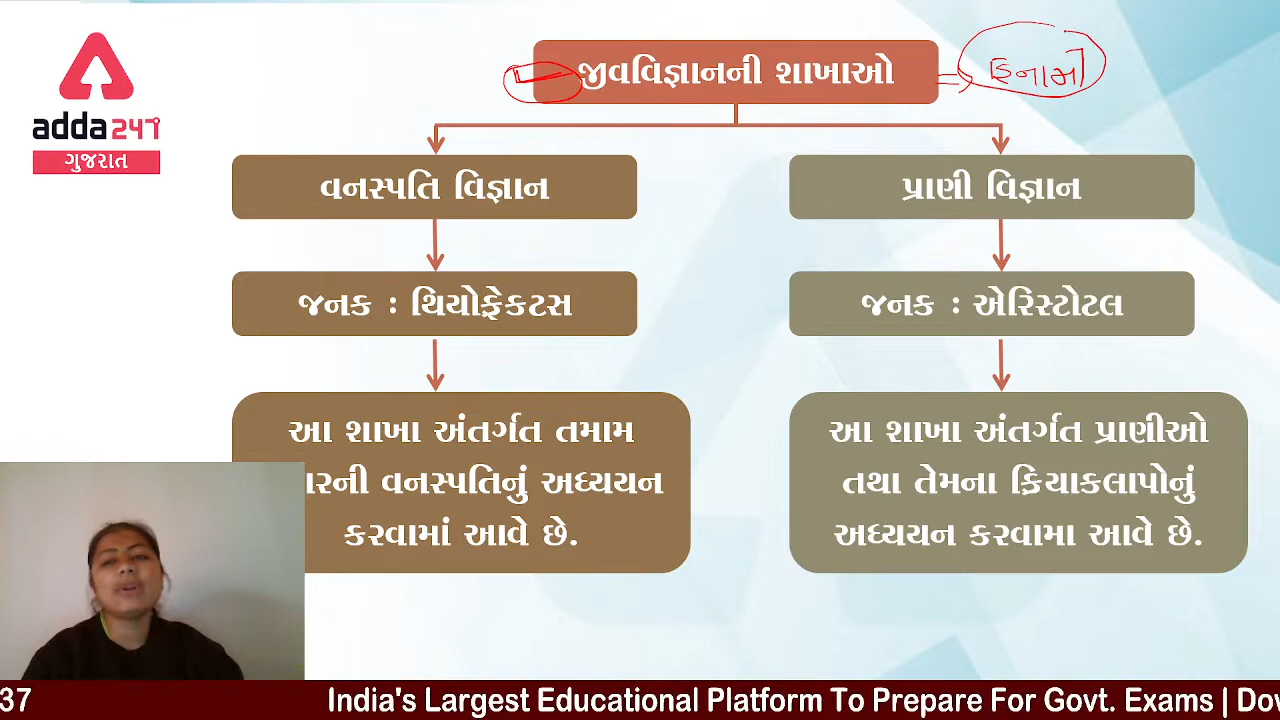 adda247
ગુજરાત
જીવવિજ્ઞાનની શાખાઓ
વનસ્પતિ વિજ્ઞાન
પ્રાણી વિજ્ઞાન
જનક : થિયોફ્રેકટસ
જનક : એરિસ્ટોટલ
આ શાખા અંતર્ગત તમામ
રની વનસ્પતિનું અધ્યયન
કરવામાં આવે છે.
આ શાખા અંતર્ગત પ્રાણીઓ
તથા તેમના ક્રિયાકલાપોનું
અધ્યયન કરવામા આવે છે.
37
India's Largest Educational Platform To Prepare For Govt. Exams | Dov